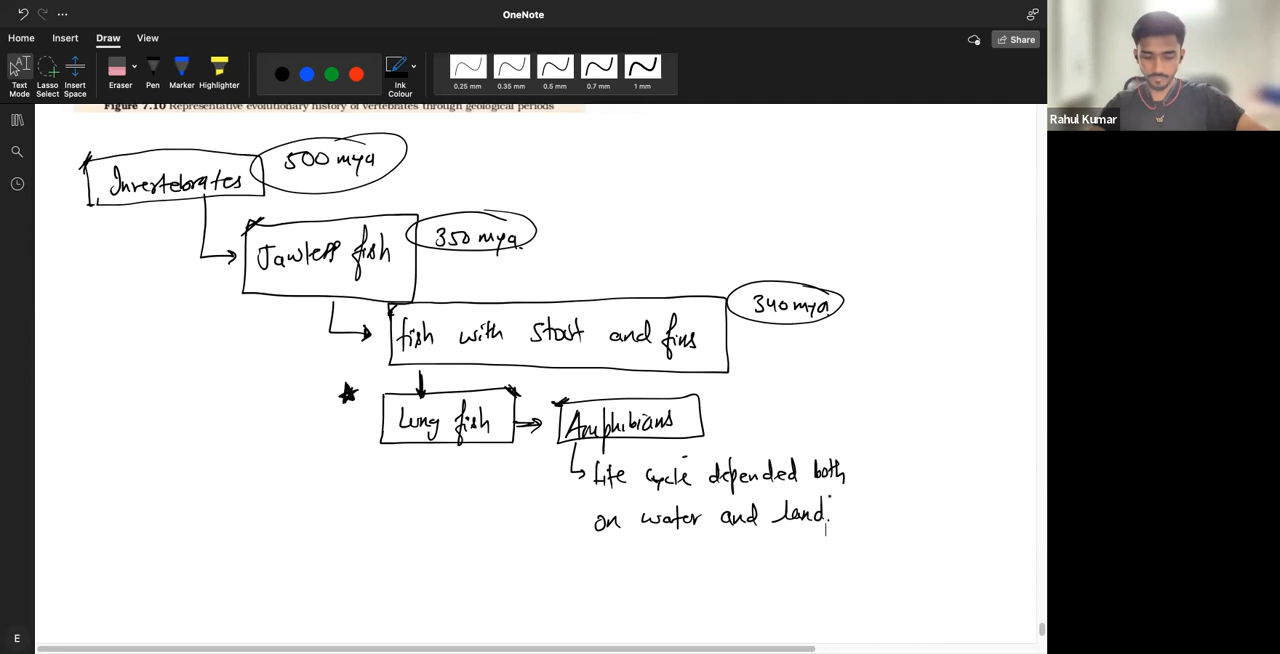 OneNote
Home Insert Draw View
Share
Text Mode
Lasso Select
Insert Space
Eraser
Pen
Marker
Highlighter
Ink Colour
0.25 mm 0.35 mm 0.5 mm 0.7 mm 1 mm
Rahul Kumar
Figure 7.10 Representative evolutionary history of vertebrates through geological periods
Invertebrates 500 mya
Jawless fish 350 mya
fish with stout and fins 340 mya
Lung fish Amphibians
Life cycle depended both
on water and land.
E